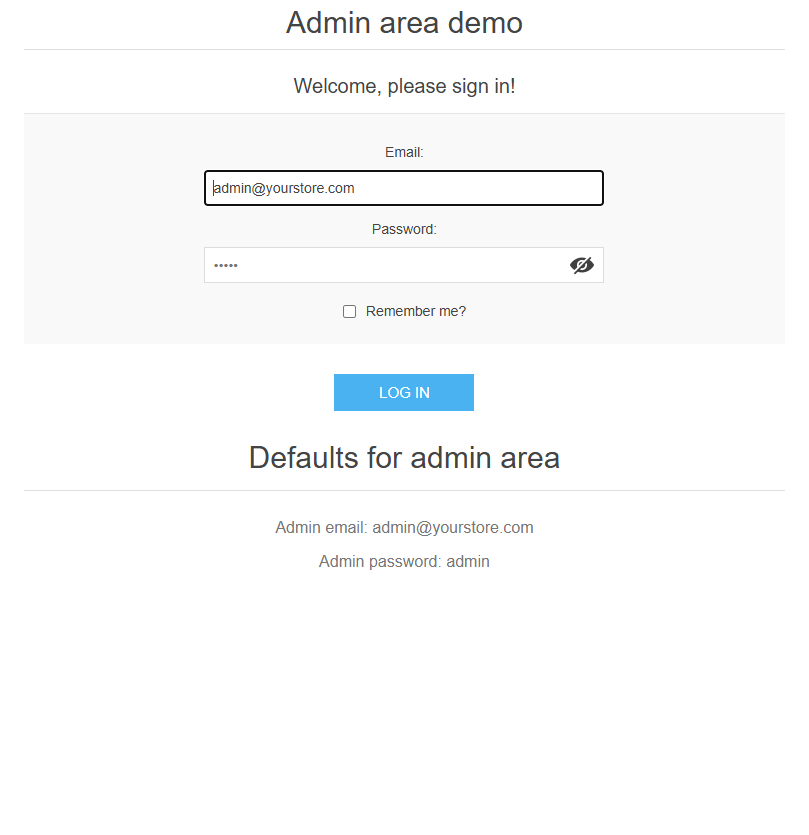 Admin area demo
Welcome, please sign in!
Email:
admin@yourstore.com
Password:
•••••
Remember me?
LOG IN
Defaults for admin area
Admin email: admin@yourstore.com
Admin password: admin